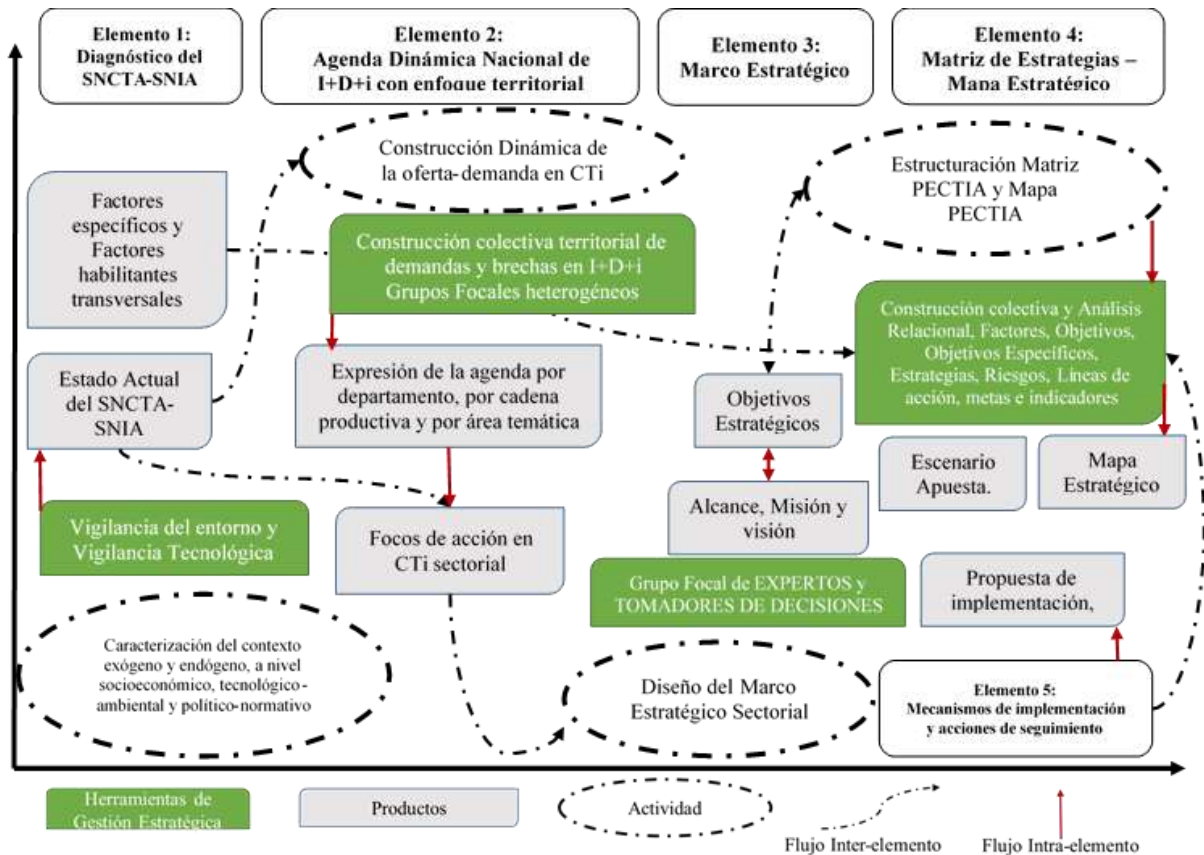 Elemento 1:
Diagnóstico del
SNCTA-SNIA
Elemento 2:
Agenda Dinámica Nacional de
I+D+i con enfoque territorial
Elemento 3:
Marco Estratégico
Elemento 4:
Matriz de Estrategias –
Mapa Estratégico
Construcción Dinámica de
la oferta-demanda en CTi
Estructuración Matriz
PECTIA y Mapa
PECTIA
Factores
específicos y
Factores
habilitantes
transversales
Construcción colectiva territorial de
demandas y brechas en I+D+i
Grupos Focales heterogéneos
Construcción colectiva y Análisis
Relacional, Factores, Objetivos,
Objetivos Específicos,
Estrategias, Riesgos, Líneas de
acción, metas e indicadores
Estado Actual
del SNCTA-
SNIA
Expresión de la agenda por
departamento, por cadena
productiva y por área temática
Objetivos
Estratégicos
Escenario
Apuesta.
Mapa
Estratégico
Vigilancia del entorno y
Vigilancia Tecnológica
Focos de acción en
CTi sectorial
Alcance, Misión y
visión
Grupo Focal de EXPERTOS y
TOMADORES DE DECISIONES
Propuesta de
implementación,
Caracterización del contexto
exógeno y endógeno, a nivel
socioeconómico, tecnológico-
ambiental y político-normativo
Diseño del Marco
Estratégico Sectorial
Elemento 5:
Mecanismos de implementación
y acciones de seguimiento
Herramientas de
Gestión Estratégica
Productos
Actividad
Flujo Inter-elemento
Flujo Intra-elemento